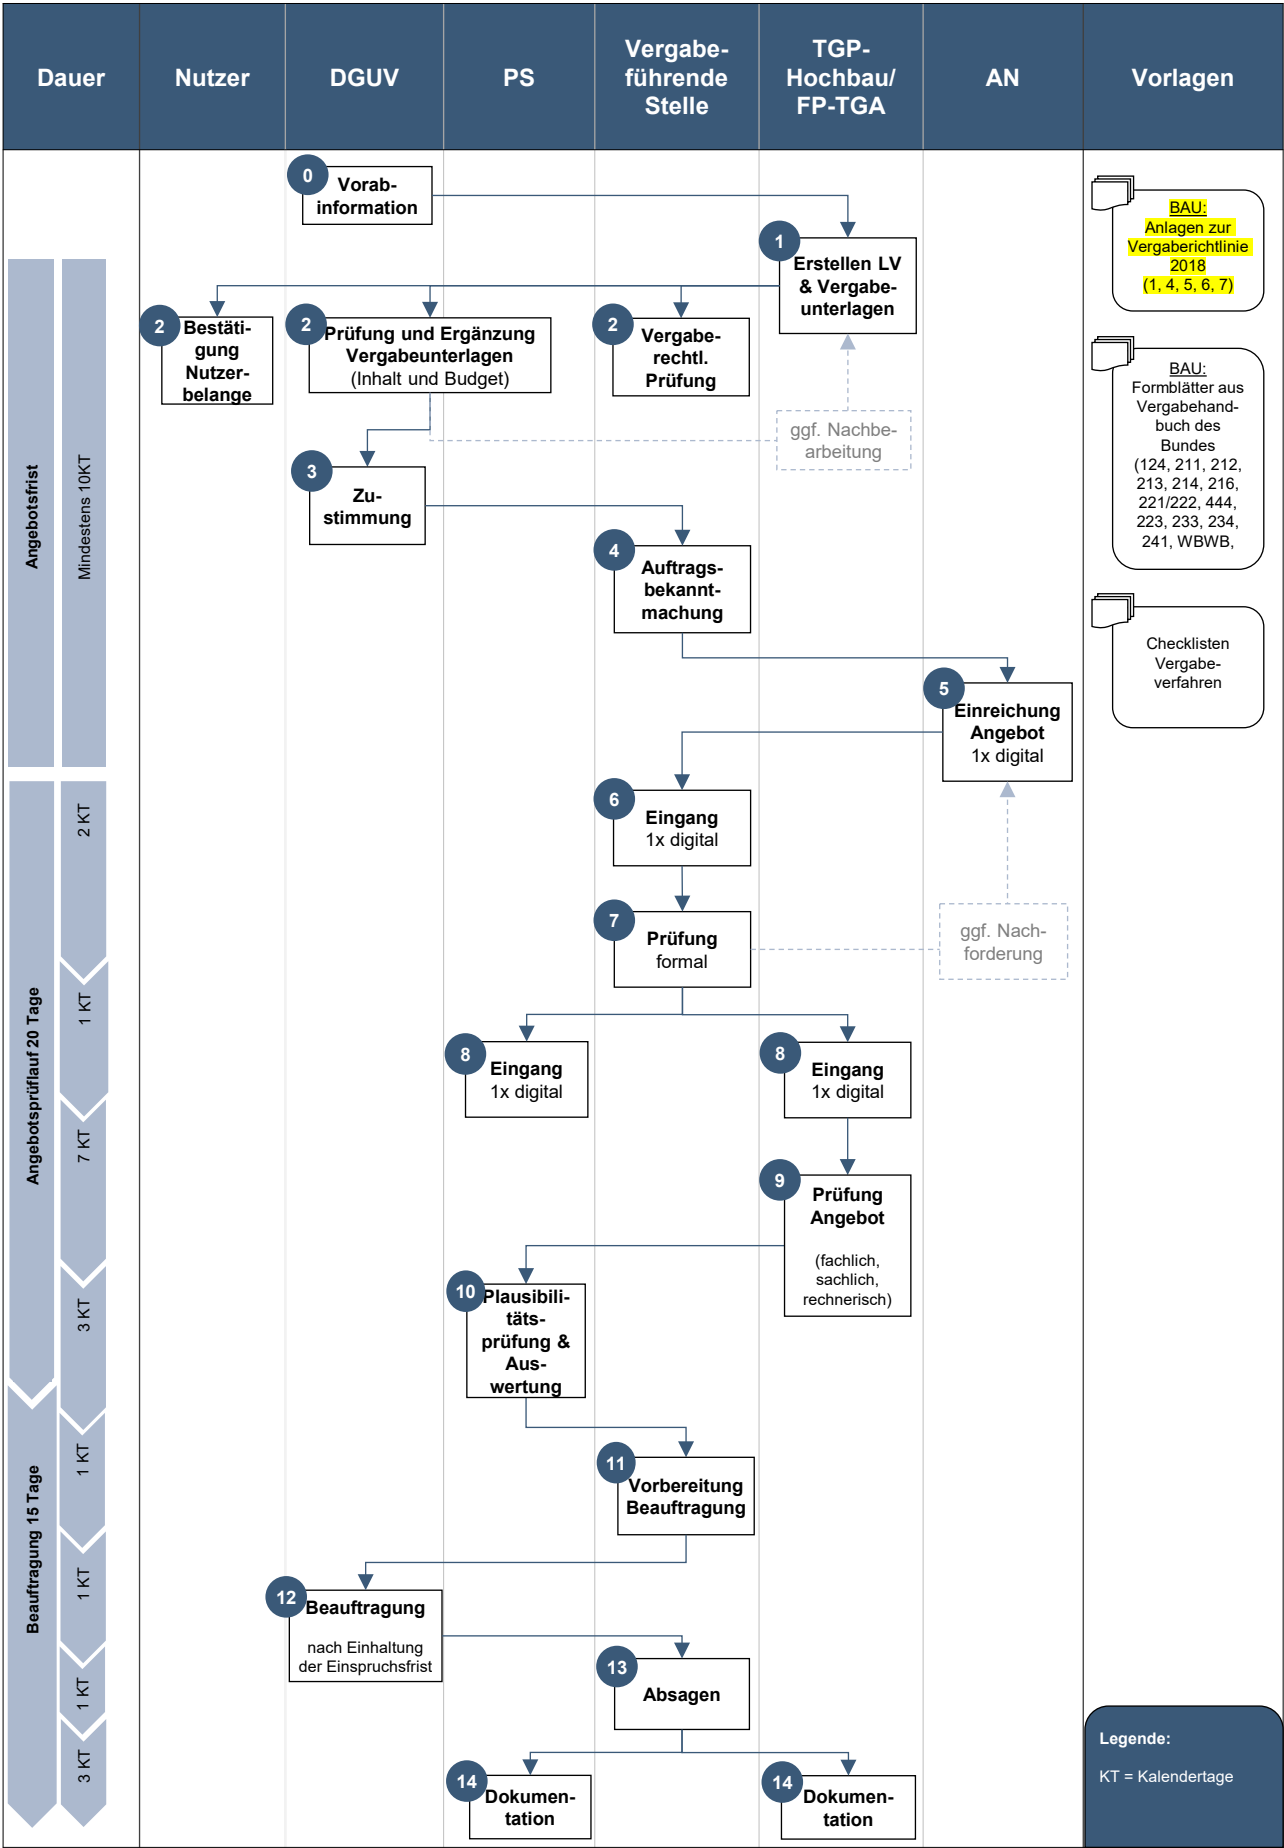 Dauer
Nutzer
DGUV
PS
Vergabe-
führende
Stelle
TGP-
Hochbau/
FP-TGA
AN
Vorlagen
0
Vorab-
information
1
Erstellen LV
& Vergabe-
unterlagen
2
Bestäti-
gung
Nutzer-
belange
2
Prüfung und Ergänzung
Vergabeunterlagen
(Inhalt und Budget)
2
Vergabe-
rechtl.
Prüfung
ggf. Nachbe-
arbeitung
3
Zu-
stimmung
4
Auftrags-
bekannt-
machung
5
Einreichung
Angebot
1x digital
6
Eingang
1x digital
7
Prüfung
formal
ggf. Nach-
forderung
8
Eingang
1x digital
8
Eingang
1x digital
9
Prüfung
Angebot
(fachlich,
sachlich,
rechnerisch)
10
Plausibili-
täts-
prüfung &
Aus-
wertung
11
Vorbereitung
Beauftragung
12
Beauftragung
nach Einhaltung
der Einspruchsfrist
13
Absagen
14
Dokumen-
tation
14
Dokumen-
tation
Angebotsfrist
Mindestens 10KT
Angebotsprüflauf 20 Tage
2 KT
1 KT
7 KT
3 KT
Beauftragung 15 Tage
1 KT
1 KT
1 KT
3 KT
BAU:
Anlagen zur
Vergaberichtlinie
2018
(1, 4, 5, 6, 7)
BAU:
Formblätter aus
Vergabehand-
buch des
Bundes
(124, 211, 212,
213, 214, 216,
221/222, 444,
223, 233, 234,
241, WBWB,
Checklisten
Vergabe-
verfahren
Legende:
KT = Kalendertage